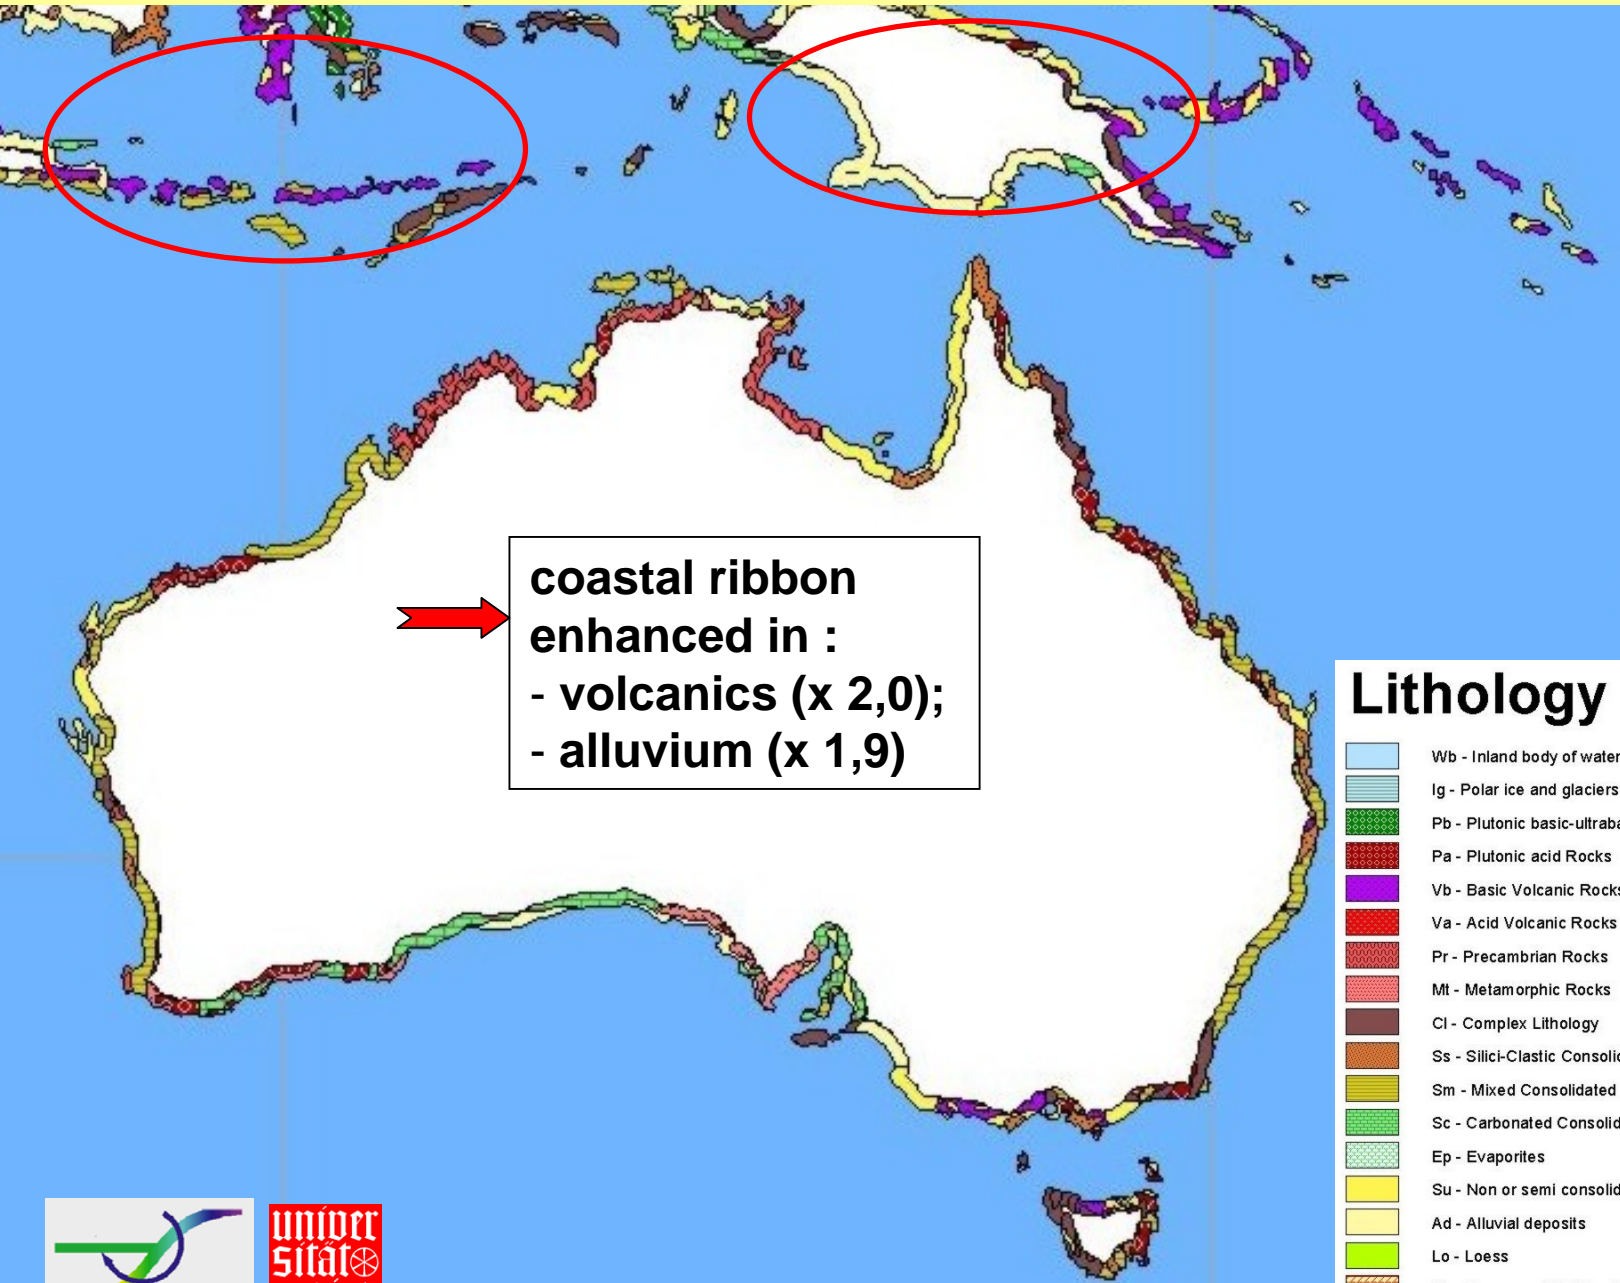 coastal ribbon
enhanced in :
- volcanics (x 2,0);
- alluvium (x 1,9)
Lithology
Wb - Inland body of water
Ig - Polar ice and glaciers
Pb - Plutonic basic-ultraba
Pa - Plutonic acid Rocks
Vb - Basic Volcanic Rocks
Va - Acid Volcanic Rocks
Pr - Precambrian Rocks
Mt - Metamorphic Rocks
Cl - Complex Lithology
Ss - Silici-Clastic Consolid
Sm - Mixed Consolidated
Sc - Carbonated Consolid
Ep - Evaporites
Su - Non or semi consolid
Ad - Alluvial deposits
Lo - Loess
univer
sität